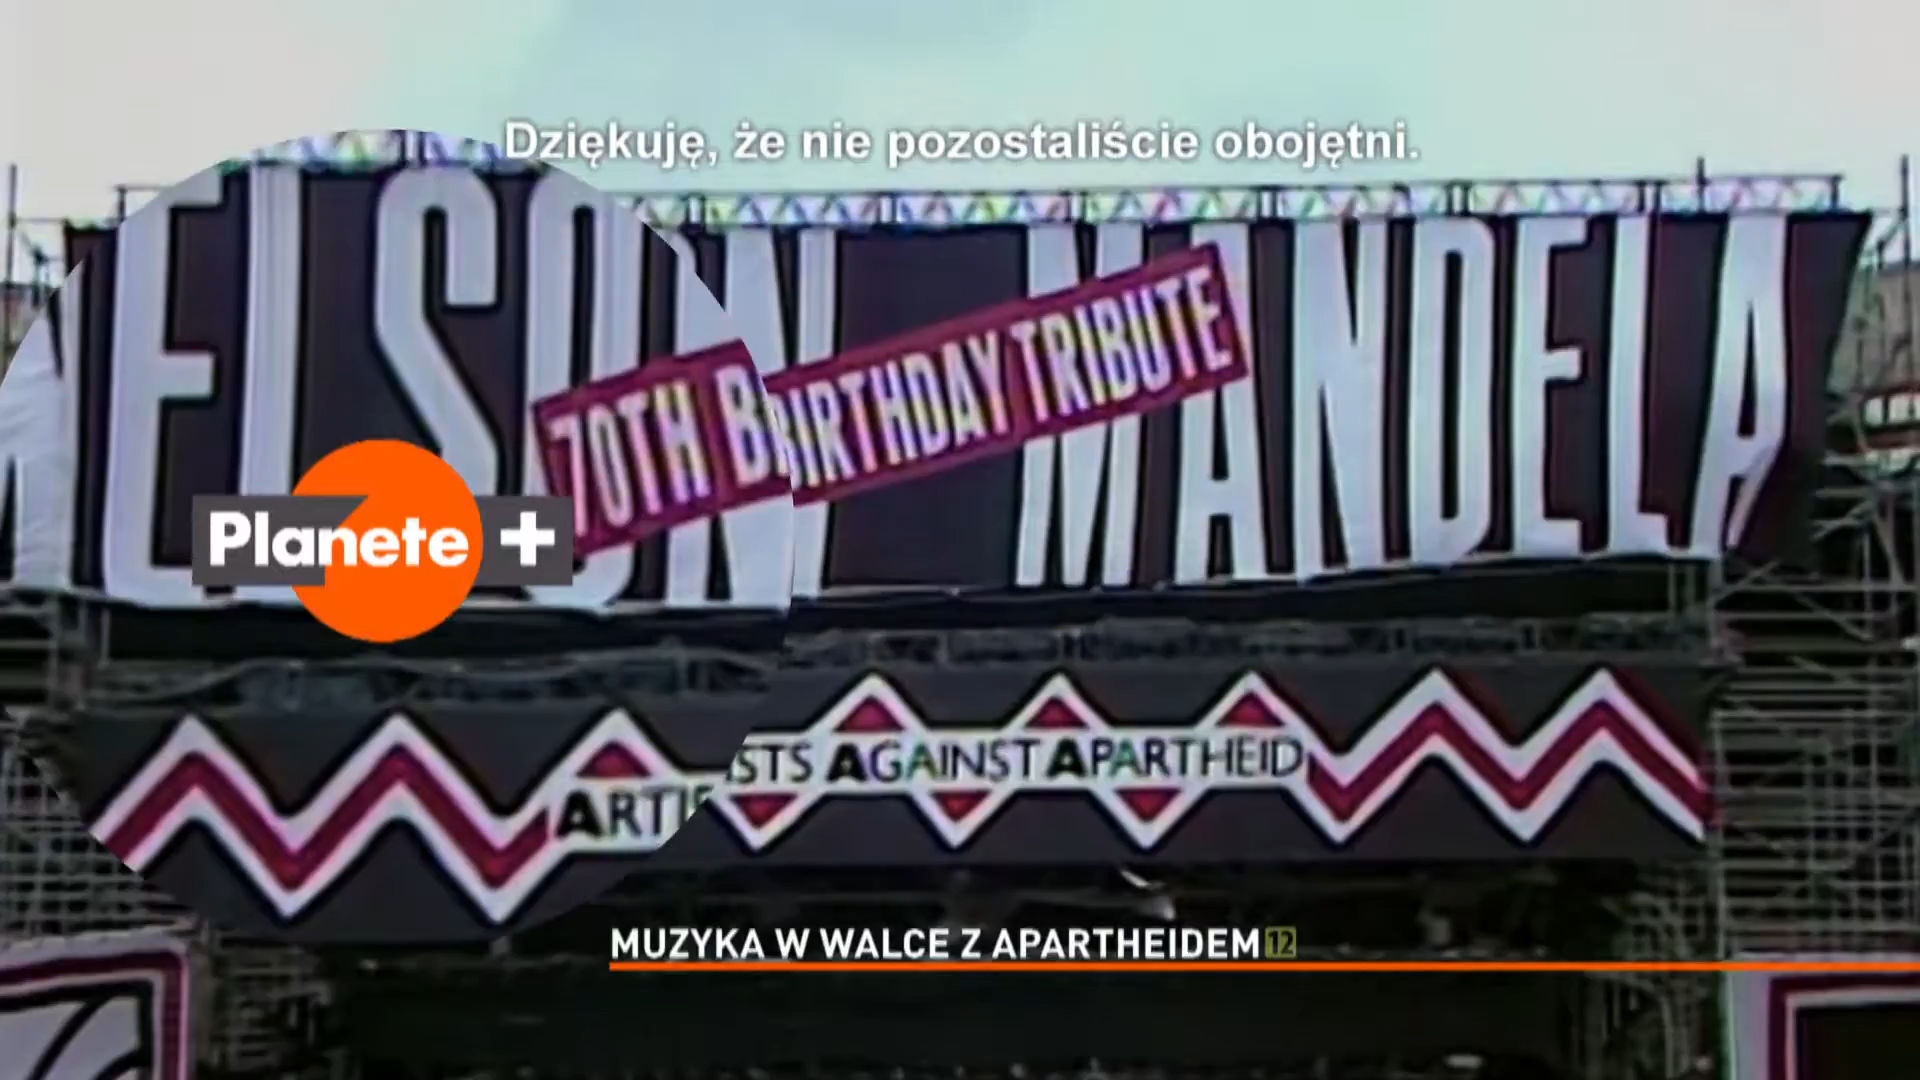 Dziękuję, że nie pozostaliście obojętni.
NELSON MANDELA
70TH BIRTHDAY TRIBUTE
Planete +
ARTISTS AGAINST APARTHEID
MUZYKA W WALCE Z APARTHEIDEM 12